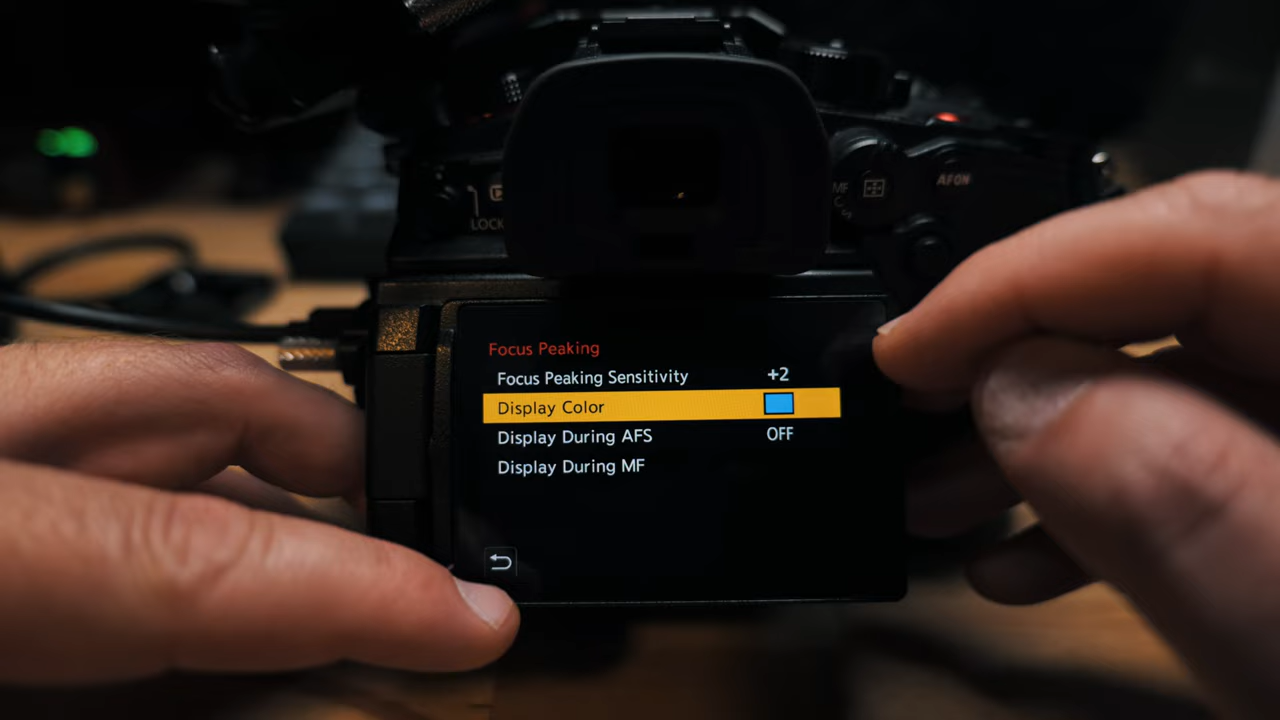 LOCK
MF
AFON
Focus Peaking
Focus Peaking Sensitivity +2
Display Color
Display During AFS OFF
Display During MF